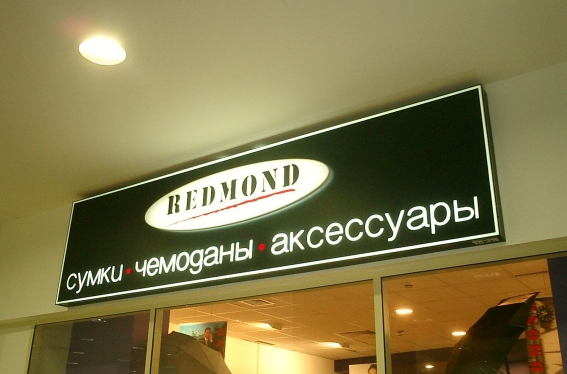 REDMOND
сумки • чемоданы • аксессуары